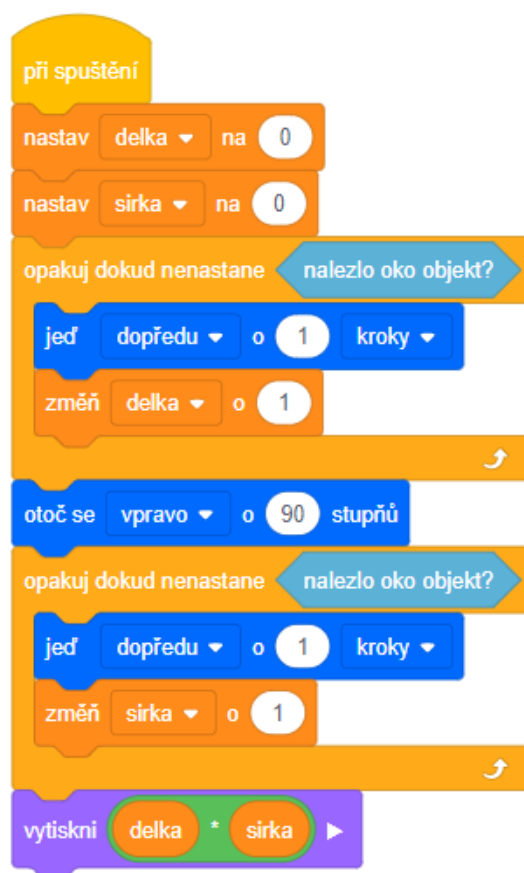 při spuštění
nastav delka na 0
nastav sirka na 0
opakuj dokud nenastane nalezlo oko objekt?
jeď dopředu o 1 kroky
změň delka o 1
otoč se vpravo o 90 stupňů
opakuj dokud nenastane nalezlo oko objekt?
jeď dopředu o 1 kroky
změň sirka o 1
vytiskni delka * sirka